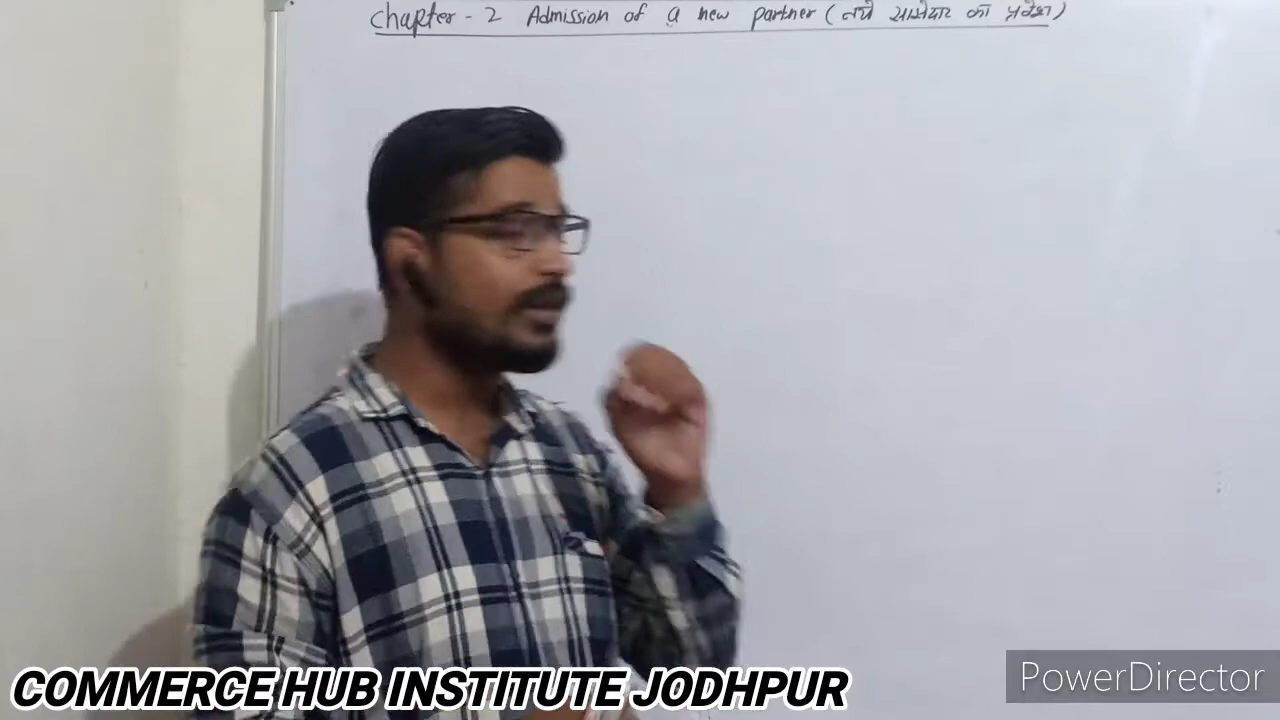 Chapter - 2 Admission of a new partner (नये साझेदार का प्रवेश)
COMMERCE HUB INSTITUTE JODHPUR
PowerDirector